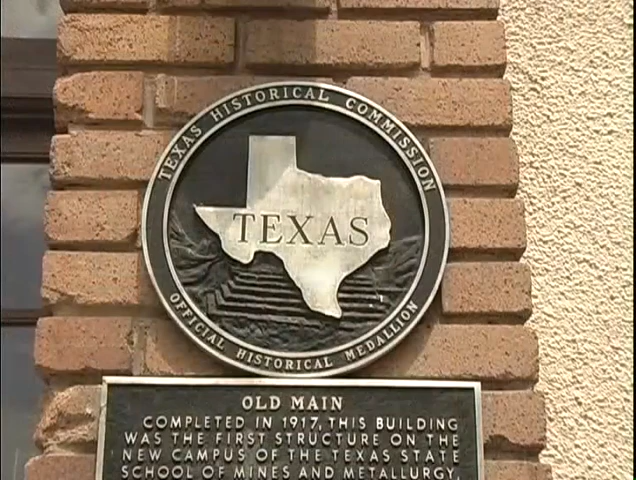 TEXAS HISTORICAL COMMISSION
TEXAS
OFFICIAL HISTORICAL MEDALLION
OLD MAIN
COMPLETED IN 1917, THIS BUILDING
WAS THE FIRST STRUCTURE ON THE
NEW CAMPUS OF THE TEXAS STATE
SCHOOL OF MINES AND METALLURGY,